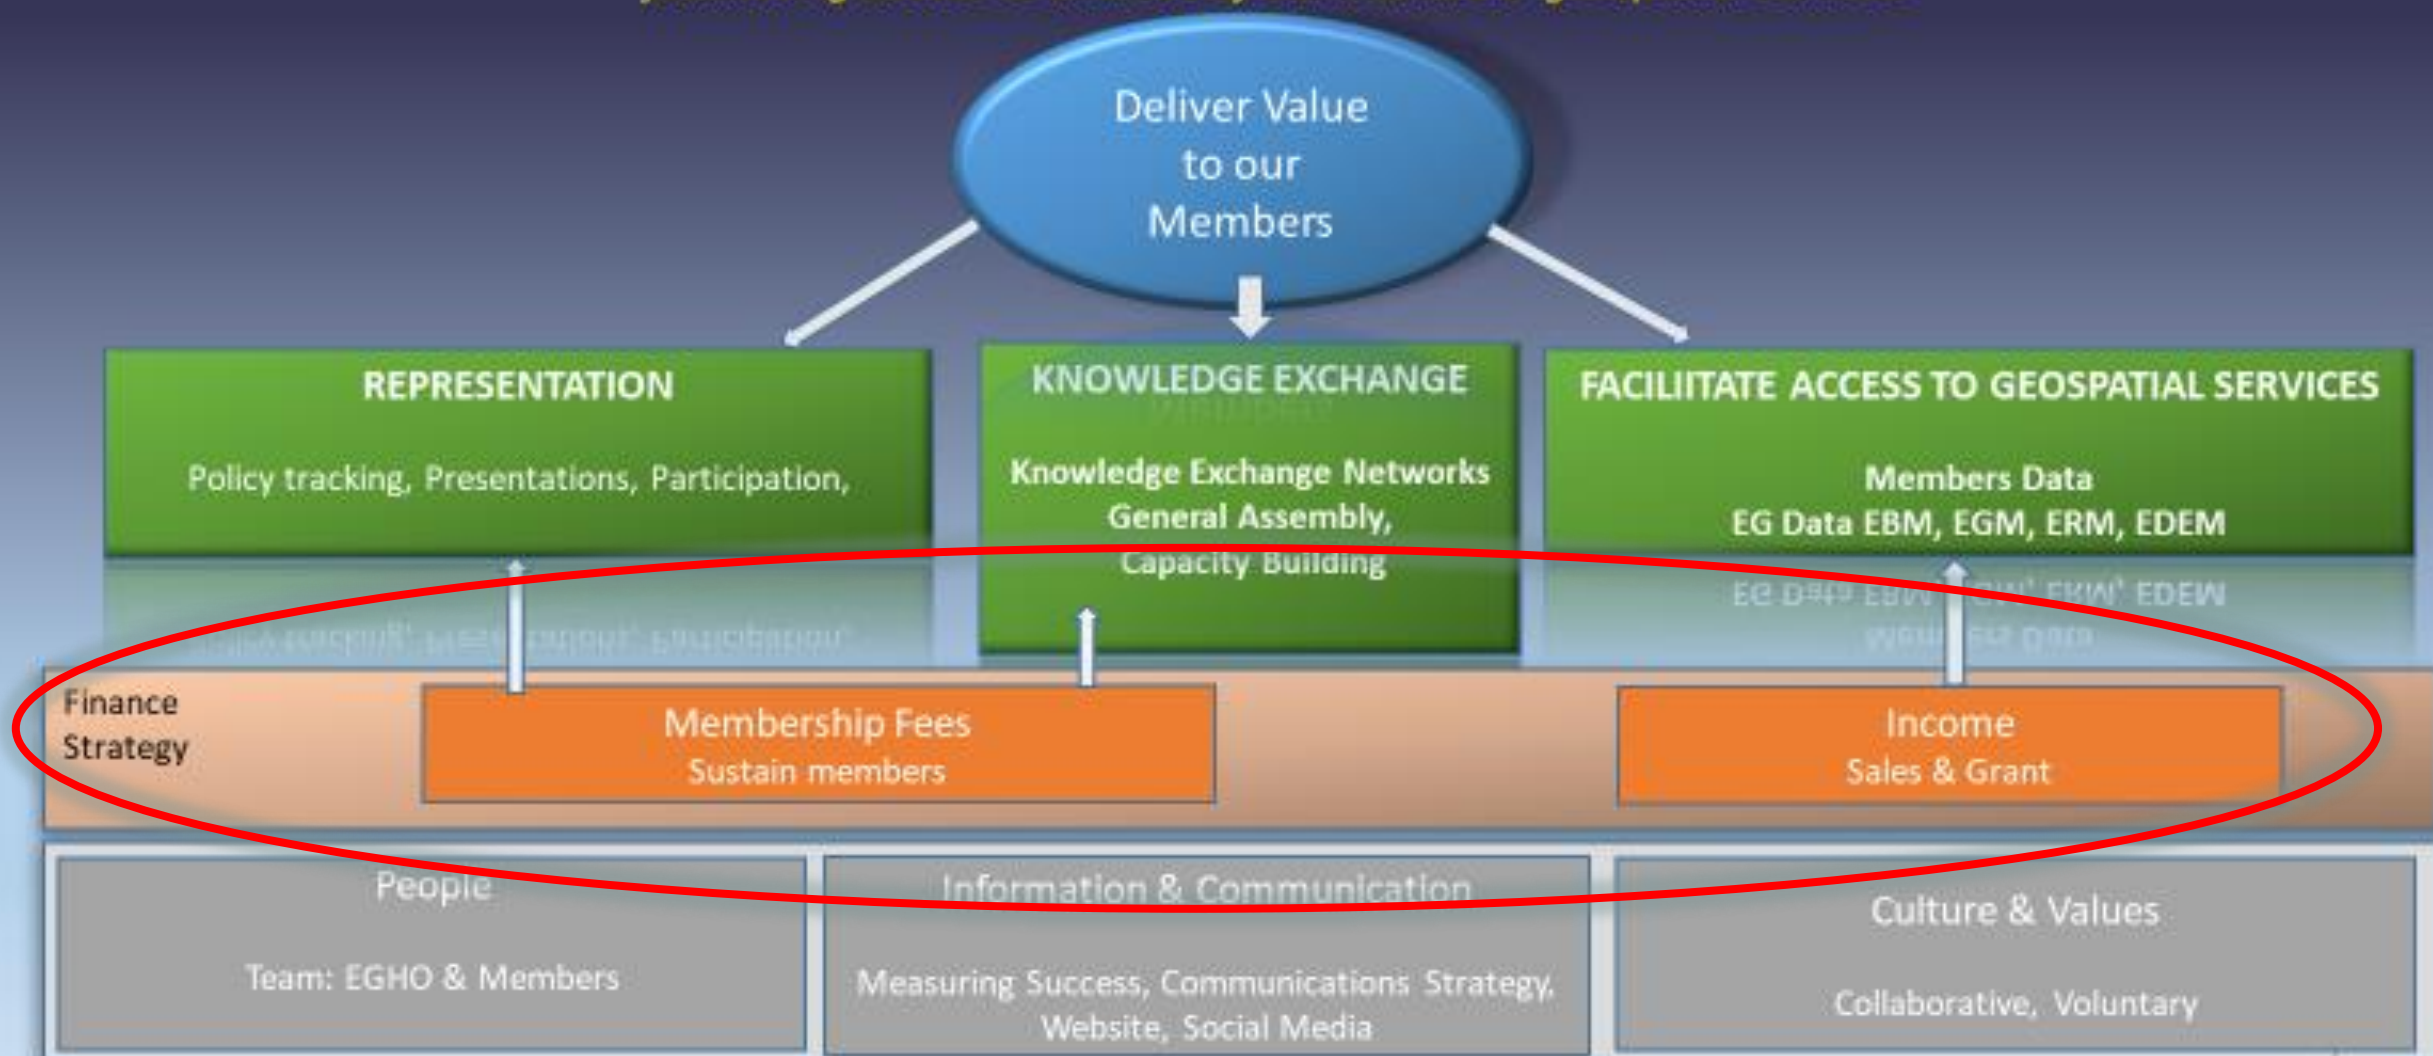 Deliver Value
to our
Members
REPRESENTATION
Policy tracking, Presentations, Participation,
KNOWLEDGE EXCHANGE
Knowledge Exchange Networks
General Assembly,
Capacity Building
FACILIITATE ACCESS TO GEOSPATIAL SERVICES
Members Data
EG Data EBM, EGM, ERM, EDEM
Finance
Strategy
Membership Fees
Sustain members
Income
Sales & Grant
People
Team: EGHO & Members
Information & Communication
Measuring Success, Communications Strategy,
Website, Social Media
Culture & Values
Collaborative, Voluntary